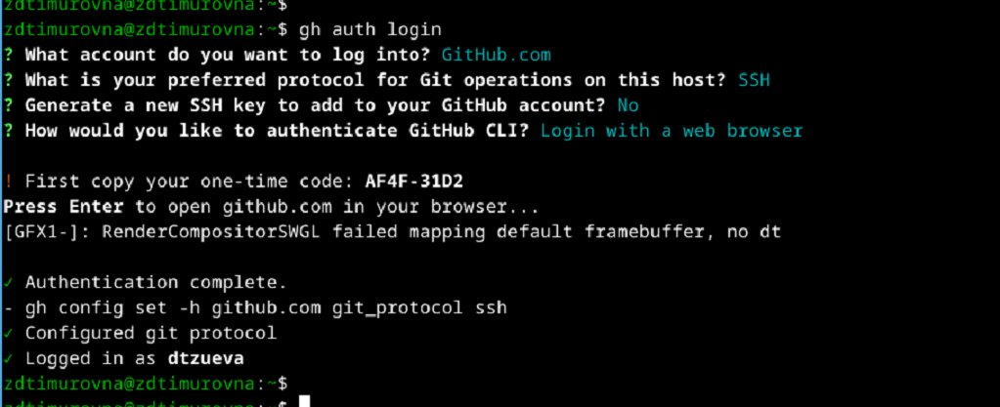 zdtimurovna@zdtimurovna:~$
zdtimurovna@zdtimurovna:~$ gh auth login
? What account do you want to log into? GitHub.com
? What is your preferred protocol for Git operations on this host? SSH
? Generate a new SSH key to add to your GitHub account? No
? How would you like to authenticate GitHub CLI? Login with a web browser
! First copy your one-time code: AF4F-31D2
Press Enter to open github.com in your browser...
[GFX1-]: RenderCompositorSWGL failed mapping default framebuffer, no dt
✓ Authentication complete.
- gh config set -h github.com git_protocol ssh
✓ Configured git protocol
✓ Logged in as dtzueva
zdtimurovna@zdtimurovna:~$
zdtimurovna@zdtimurovna:~$